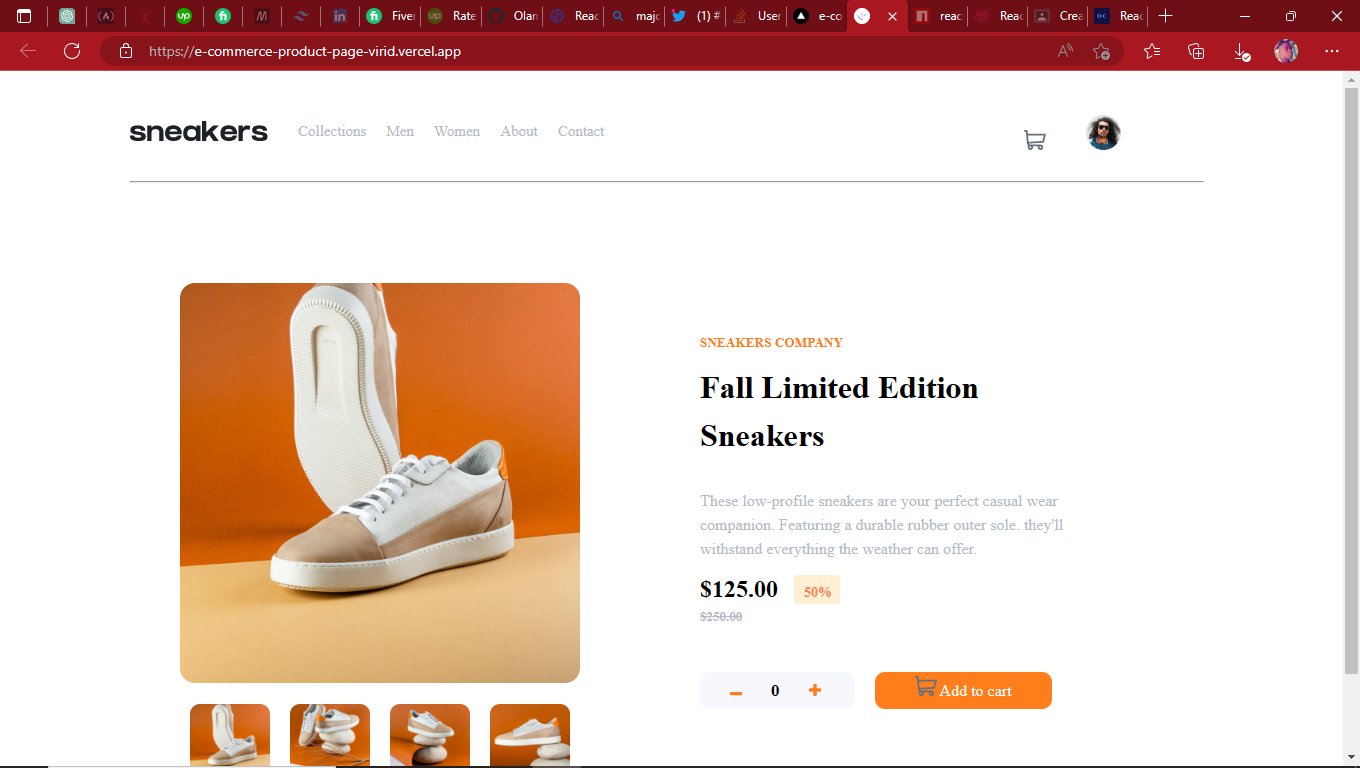 Fiver
Rate
Olan
Reac
majo
(1) #
User
e-co
reac
Reac
Crea
Reac
https://e-commerce-product-page-virid.vercel.app
sneakers Collections Men Women About Contact
SNEAKERS COMPANY
Fall Limited Edition
Sneakers
These low-profile sneakers are your perfect casual wear
companion. Featuring a durable rubber outer sole. they'll
withstand everything the weather can offer.
$125.00 50%
$250.00
0 Add to cart